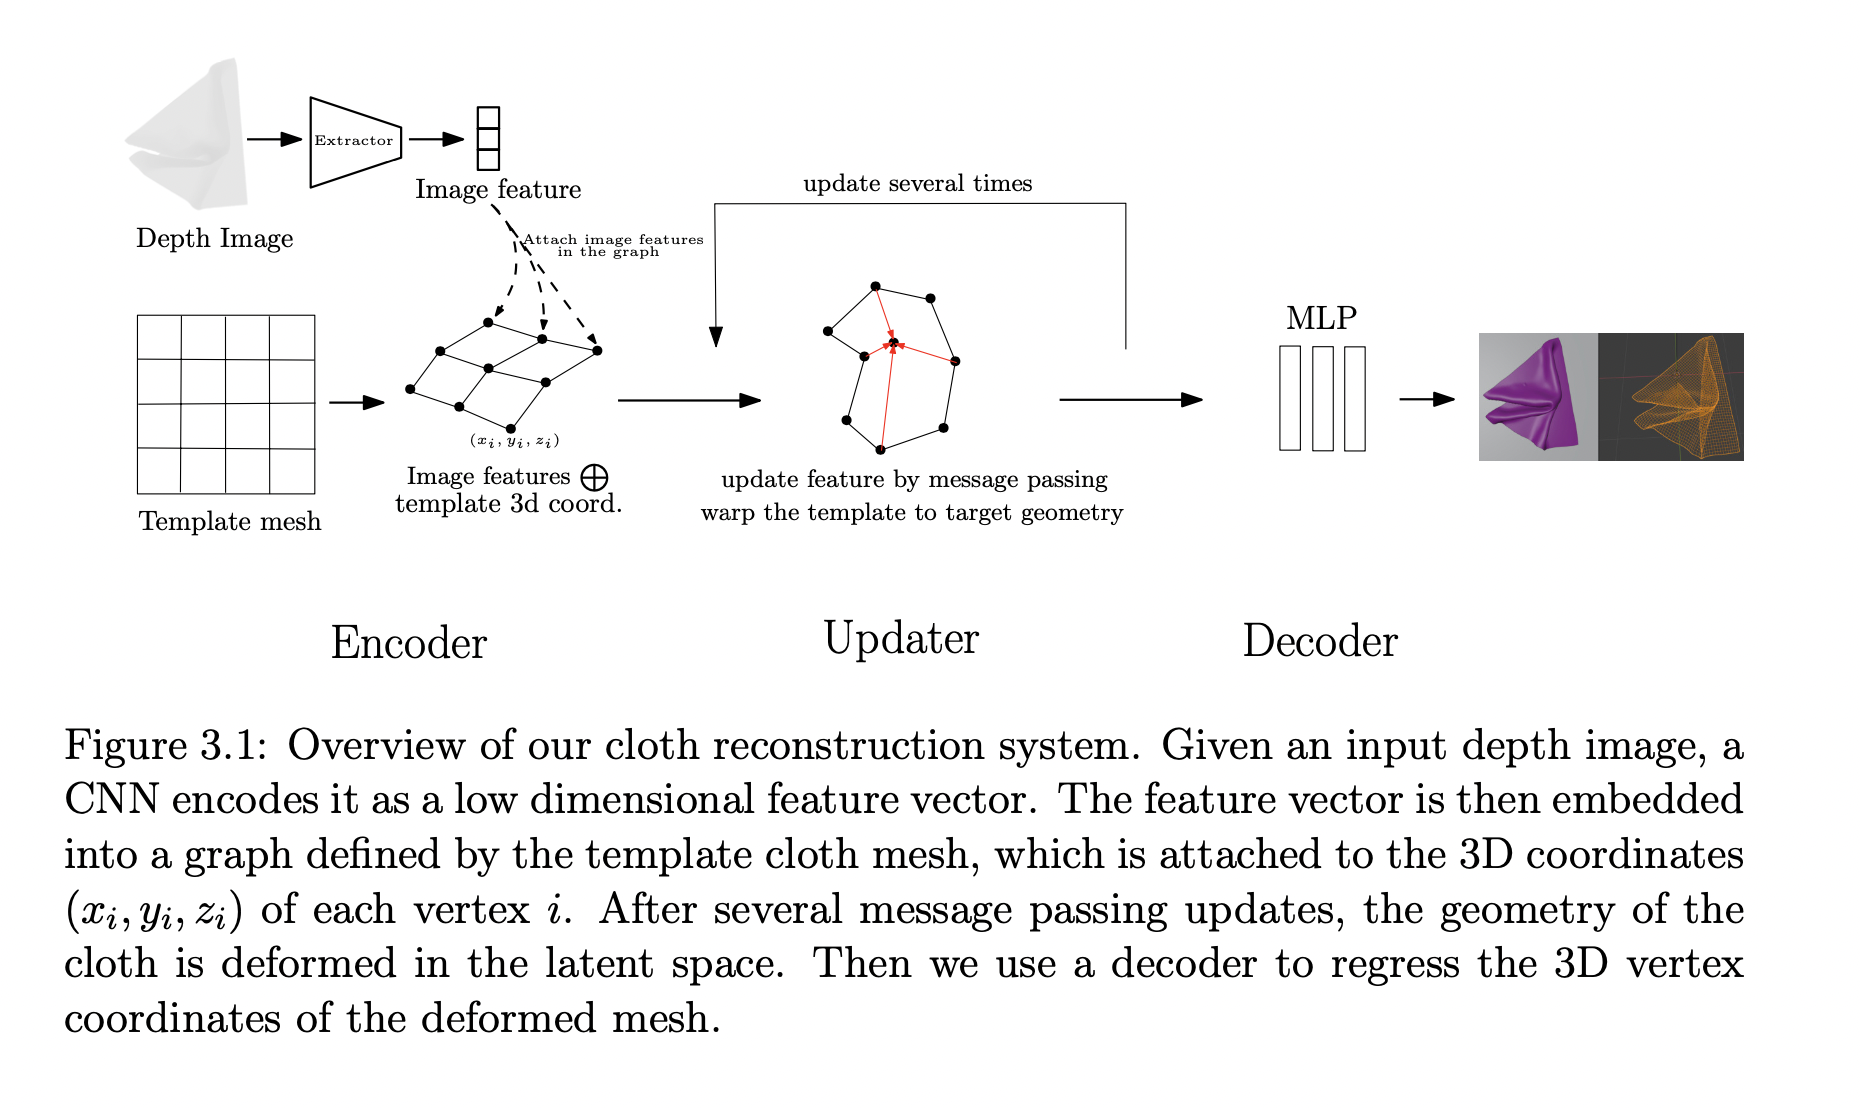 Extractor
Image feature
Depth Image
Attach image features
in the graph
update several times
(x_i, y_i, z_i)
Image features ⊕
template 3d coord.
Template mesh
update feature by message passing
warp the template to target geometry
MLP
Encoder
Updater
Decoder
Figure 3.1: Overview of our cloth reconstruction system. Given an input depth image, a
CNN encodes it as a low dimensional feature vector. The feature vector is then embedded
into a graph defined by the template cloth mesh, which is attached to the 3D coordinates
(x_i, y_i, z_i) of each vertex i. After several message passing updates, the geometry of the
cloth is deformed in the latent space. Then we use a decoder to regress the 3D vertex
coordinates of the deformed mesh.